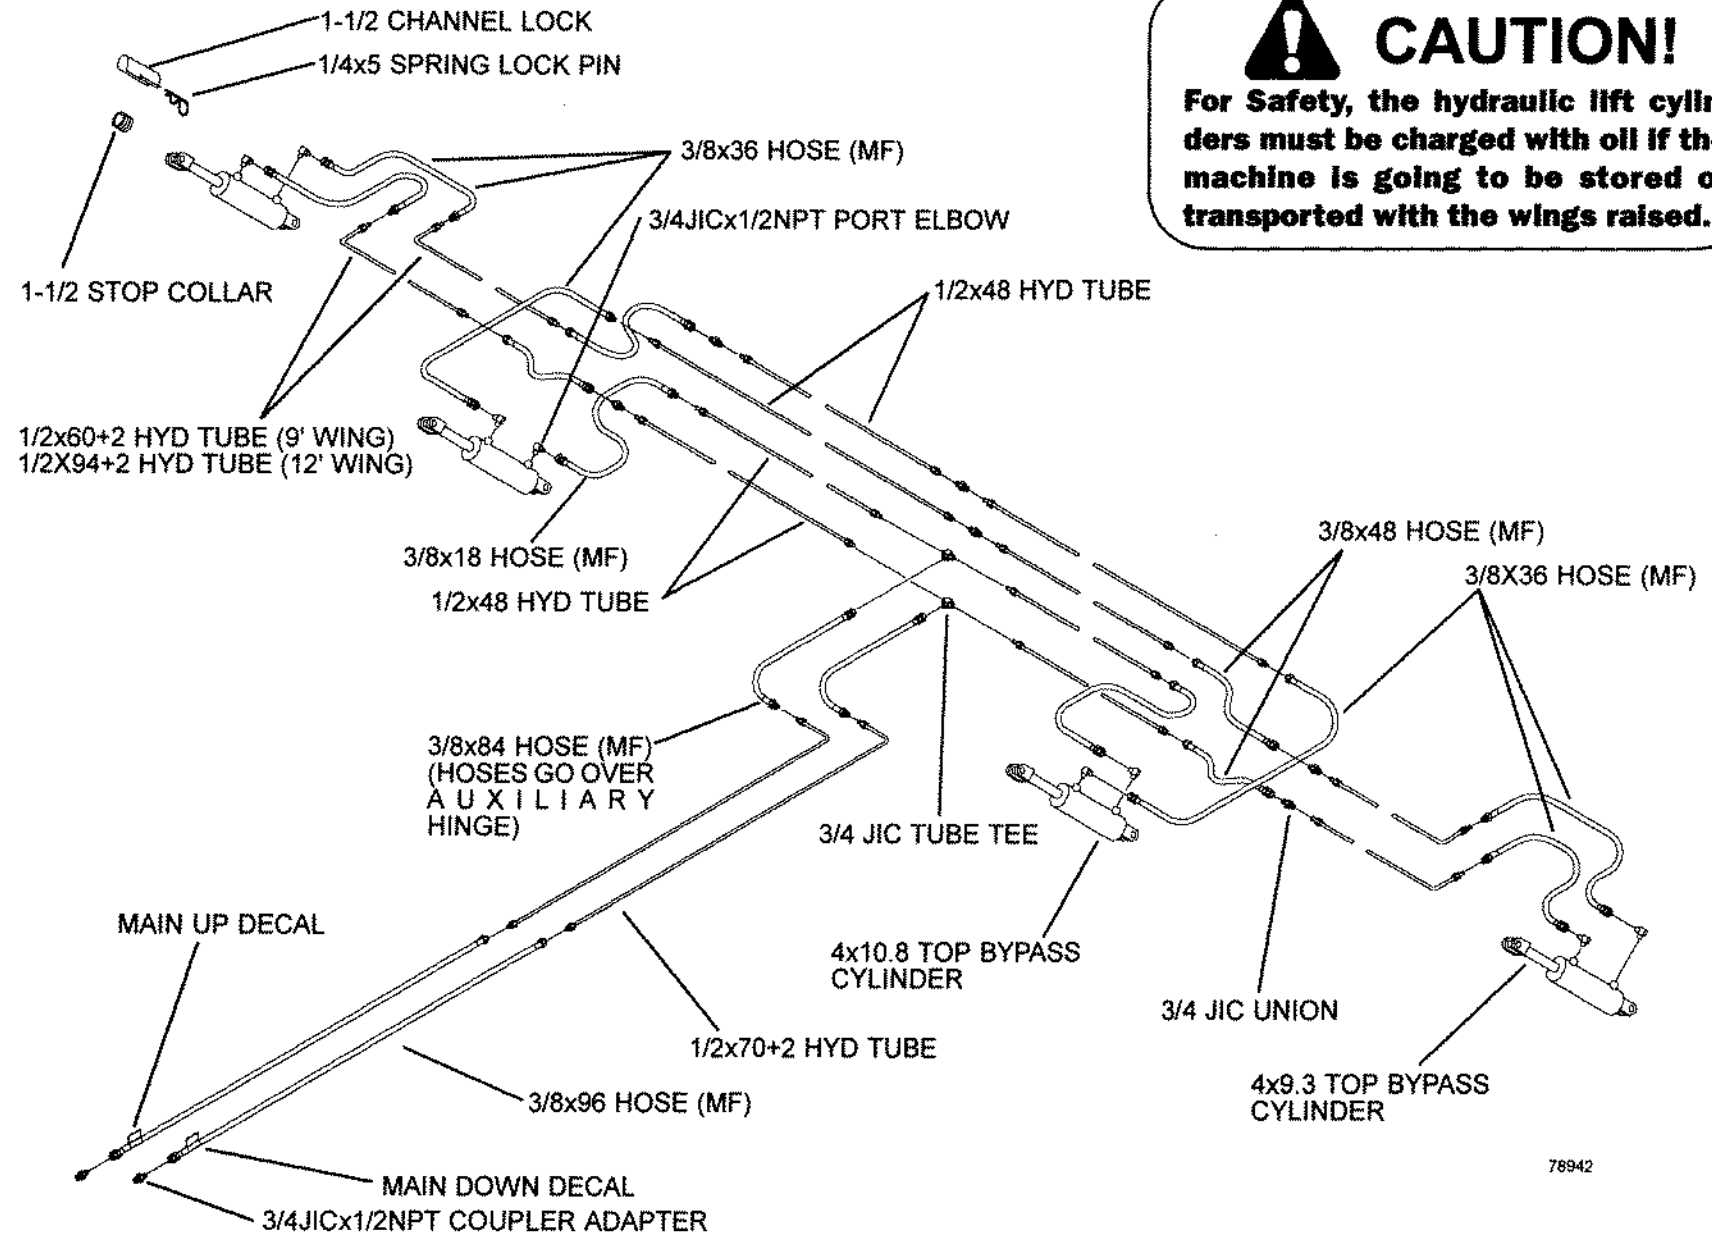 1-1/2 CHANNEL LOCK
1/4x5 SPRING LOCK PIN
CAUTION!
For Safety, the hydraulic lift cylin
ders must be charged with oil if th
machine is going to be stored o
transported with the wings raised.
3/8x36 HOSE (MF)
3/4JICx1/2NPT PORT ELBOW
1-1/2 STOP COLLAR
1/2x48 HYD TUBE
1/2x60+2 HYD TUBE (9' WING)
1/2X94+2 HYD TUBE (12' WING)
3/8x18 HOSE (MF)
1/2x48 HYD TUBE
3/8x48 HOSE (MF)
3/8X36 HOSE (MF)
3/8x84 HOSE (MF)
(HOSES GO OVER
AUXILIARY
HINGE)
3/4 JIC TUBE TEE
MAIN UP DECAL
4x10.8 TOP BYPASS
CYLINDER
3/4 JIC UNION
1/2x70+2 HYD TUBE
4x9.3 TOP BYPASS
CYLINDER
3/8x96 HOSE (MF)
78942
MAIN DOWN DECAL
3/4JICx1/2NPT COUPLER ADAPTER